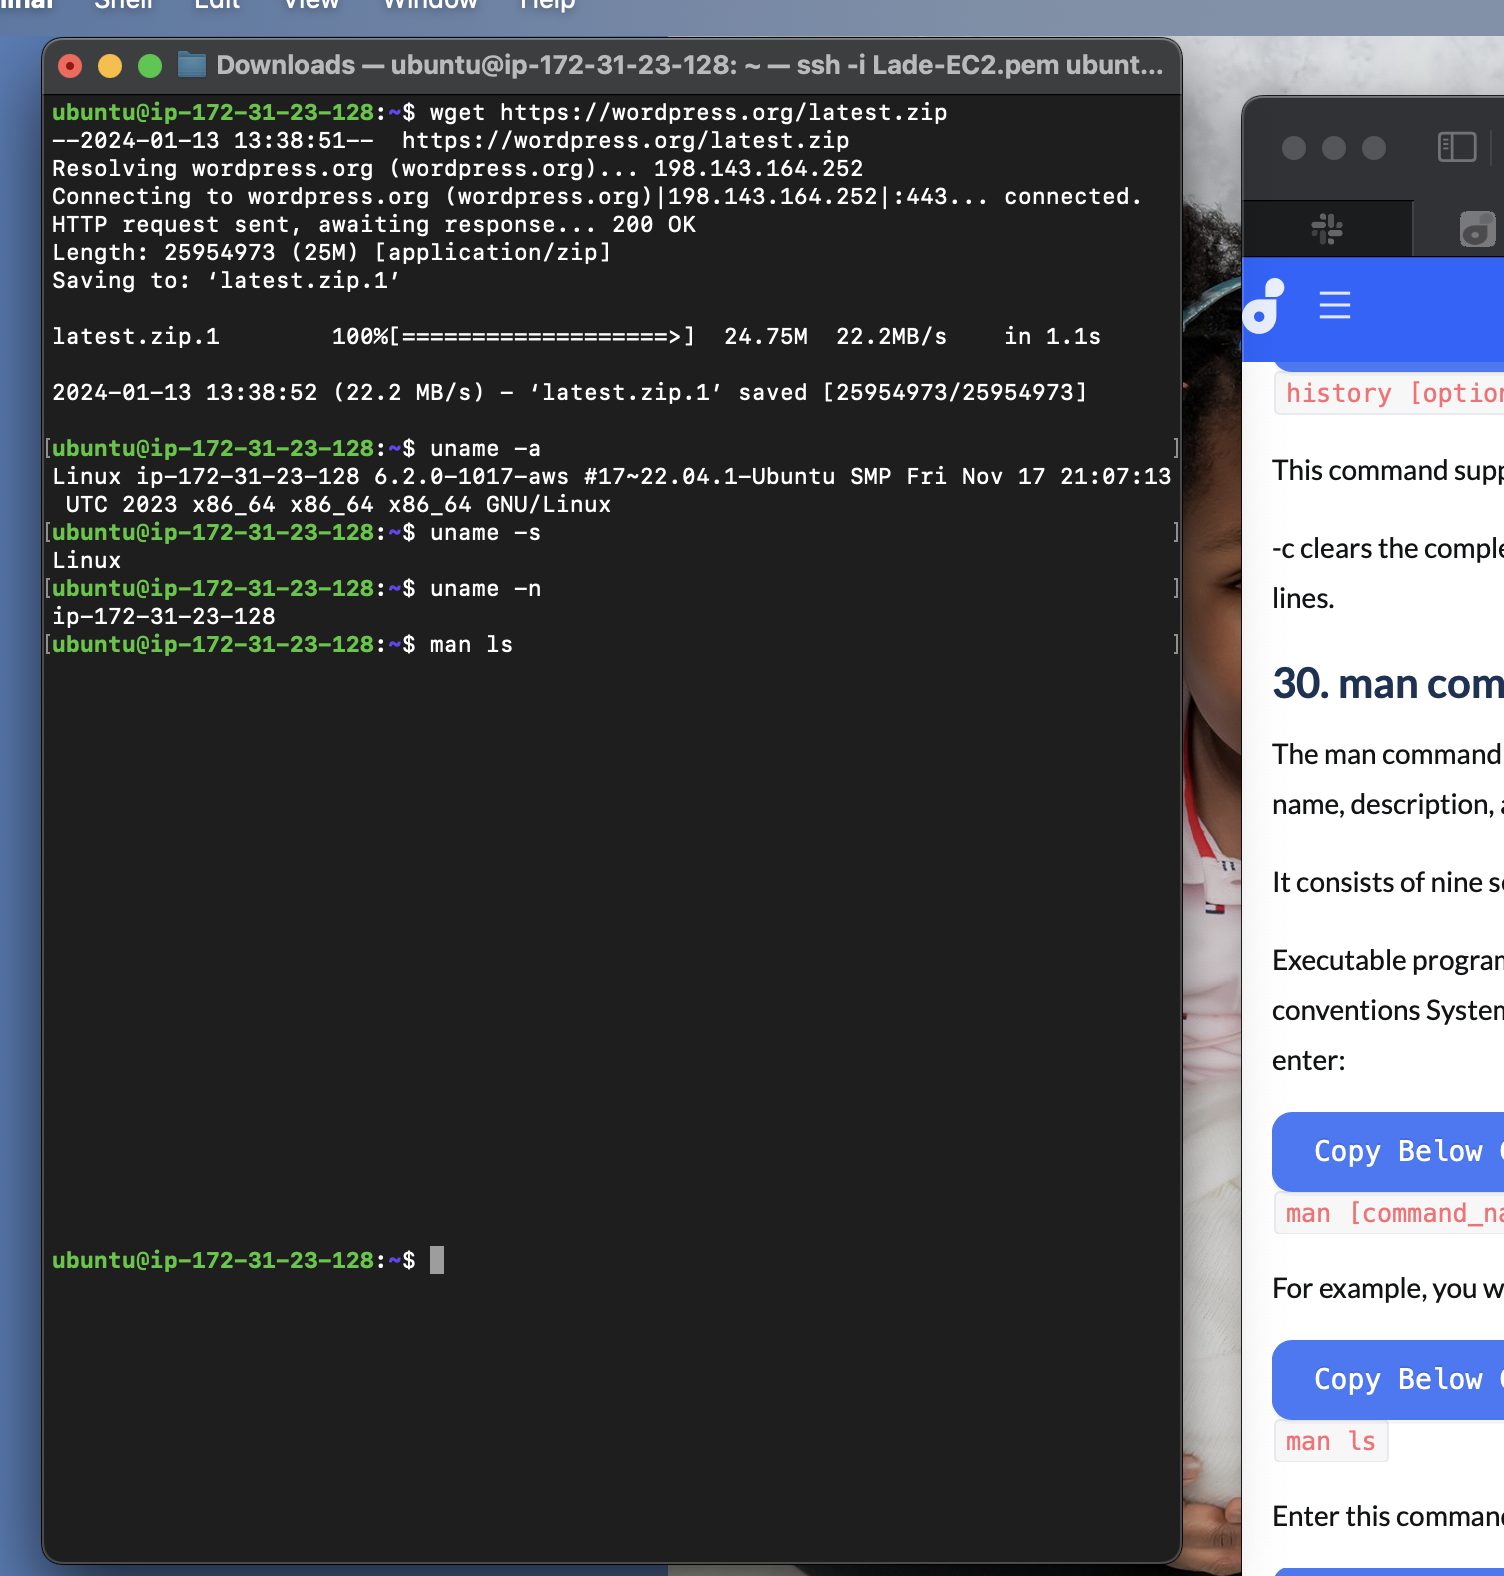 Shell Edit View Window Help
Downloads — ubuntu@ip-172-31-23-128: ~ — ssh -i Lade-EC2.pem ubunt...
ubuntu@ip-172-31-23-128:~$ wget https://wordpress.org/latest.zip
--2024-01-13 13:38:51--  https://wordpress.org/latest.zip
Resolving wordpress.org (wordpress.org)... 198.143.164.252
Connecting to wordpress.org (wordpress.org)|198.143.164.252|:443... connected.
HTTP request sent, awaiting response... 200 OK
Length: 25954973 (25M) [application/zip]
Saving to: ‘latest.zip.1’
latest.zip.1        100%[===================>]  24.75M  22.2MB/s    in 1.1s
2024-01-13 13:38:52 (22.2 MB/s) - ‘latest.zip.1’ saved [25954973/25954973]
[ubuntu@ip-172-31-23-128:~$ uname -a ]
Linux ip-172-31-23-128 6.2.0-1017-aws #17~22.04.1-Ubuntu SMP Fri Nov 17 21:07:13
 UTC 2023 x86_64 x86_64 x86_64 GNU/Linux
[ubuntu@ip-172-31-23-128:~$ uname -s ]
Linux
[ubuntu@ip-172-31-23-128:~$ uname -n ]
ip-172-31-23-128
[ubuntu@ip-172-31-23-128:~$ man ls ]
ubuntu@ip-172-31-23-128:~$
history [option
This command supp
-c clears the comple
lines.
30. man com
The man command
name, description, a
It consists of nine se
Executable program
conventions System
enter:
Copy Below
man [command_na
For example, you w
Copy Below
man ls
Enter this command